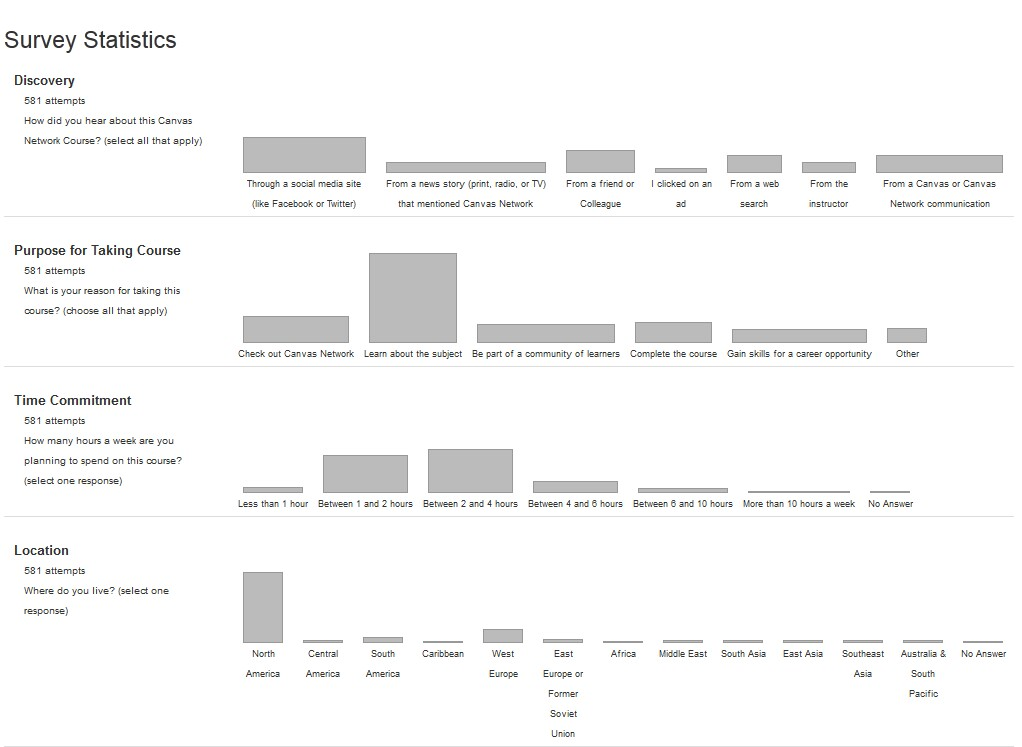 Survey Statistics
Discovery
581 attempts
How did you hear about this Canvas
Network Course? (select all that apply)
Through a social media site
(like Facebook or Twitter)
From a news story (print, radio, or TV)
that mentioned Canvas Network
From a friend or
Colleague
I clicked on an
ad
From a web
search
From the
instructor
From a Canvas or Canvas
Network communication
Purpose for Taking Course
581 attempts
What is your reason for taking this
course? (choose all that apply)
Check out Canvas Network
Learn about the subject
Be part of a community of learners
Complete the course
Gain skills for a career opportunity
Other
Time Commitment
581 attempts
How many hours a week are you
planning to spend on this course?
(select one response)
Less than 1 hour
Between 1 and 2 hours
Between 2 and 4 hours
Between 4 and 6 hours
Between 6 and 10 hours
More than 10 hours a week
No Answer
Location
581 attempts
Where do you live? (select one
response)
North
America
Central
America
South
America
Caribbean
West
Europe
East
Europe or
Former
Soviet
Union
Africa
Middle East
South Asia
East Asia
Southeast
Asia
Australia &
South
Pacific
No Answer